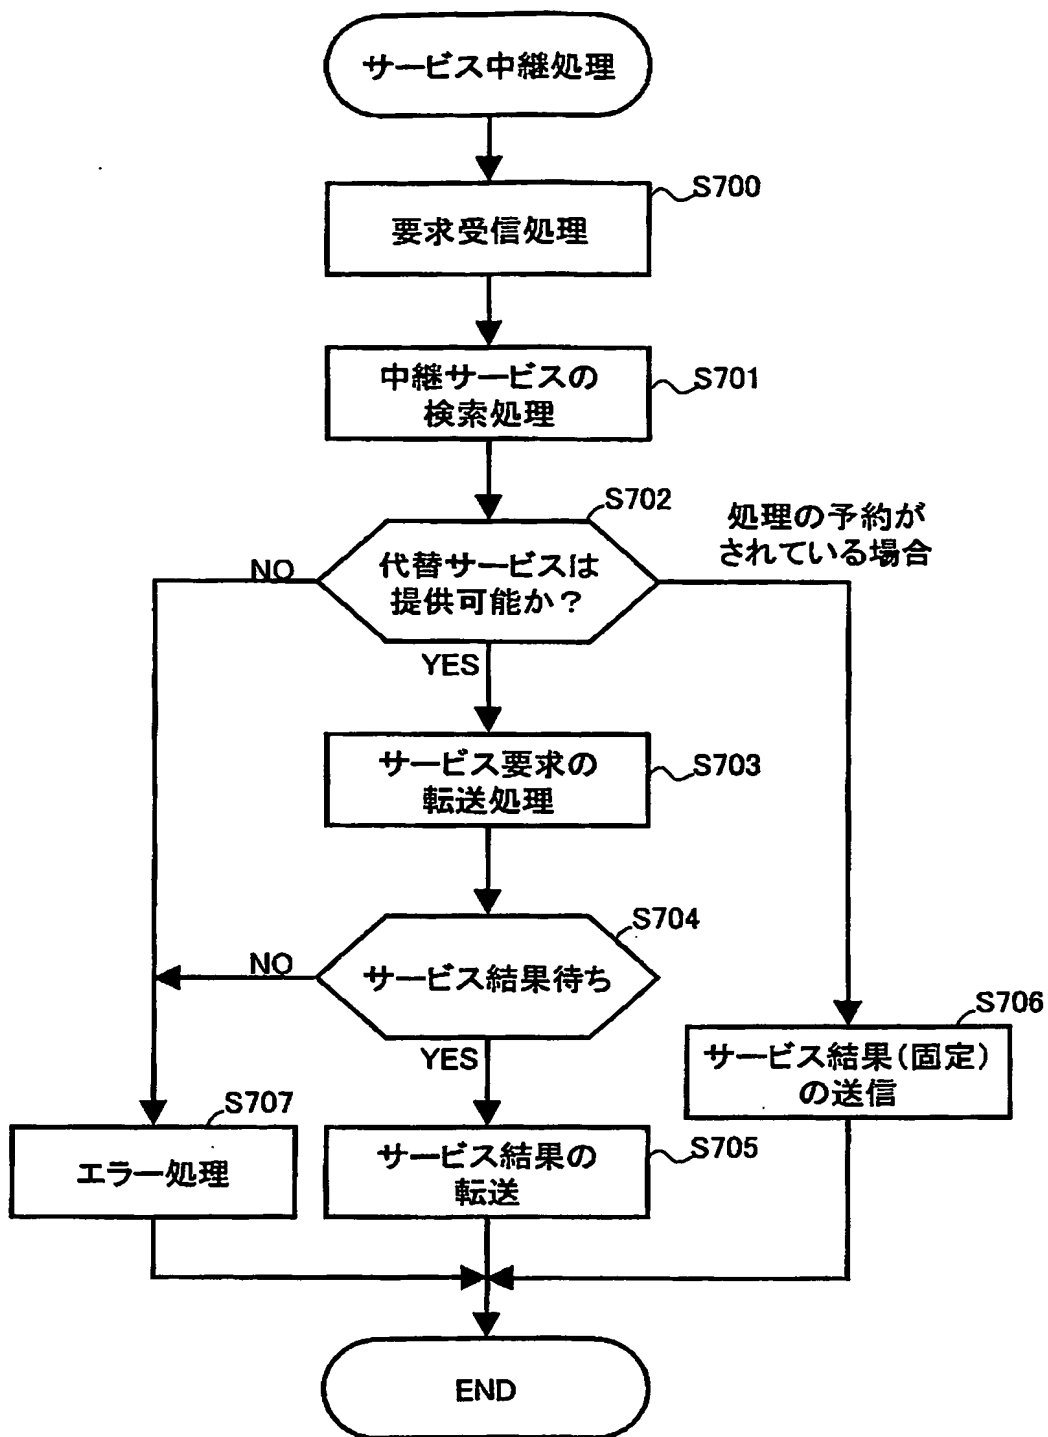 サービス中継処理
S700
要求受信処理
S701
中継サービスの
検索処理
S702
処理の予約が
されている場合
NO
代替サービスは
提供可能か？
YES
サービス要求の
転送処理
S703
S704
NO
サービス結果待ち
YES
S706
サービス結果（固定）
の送信
S707
エラー処理
サービス結果の
転送
S705
END